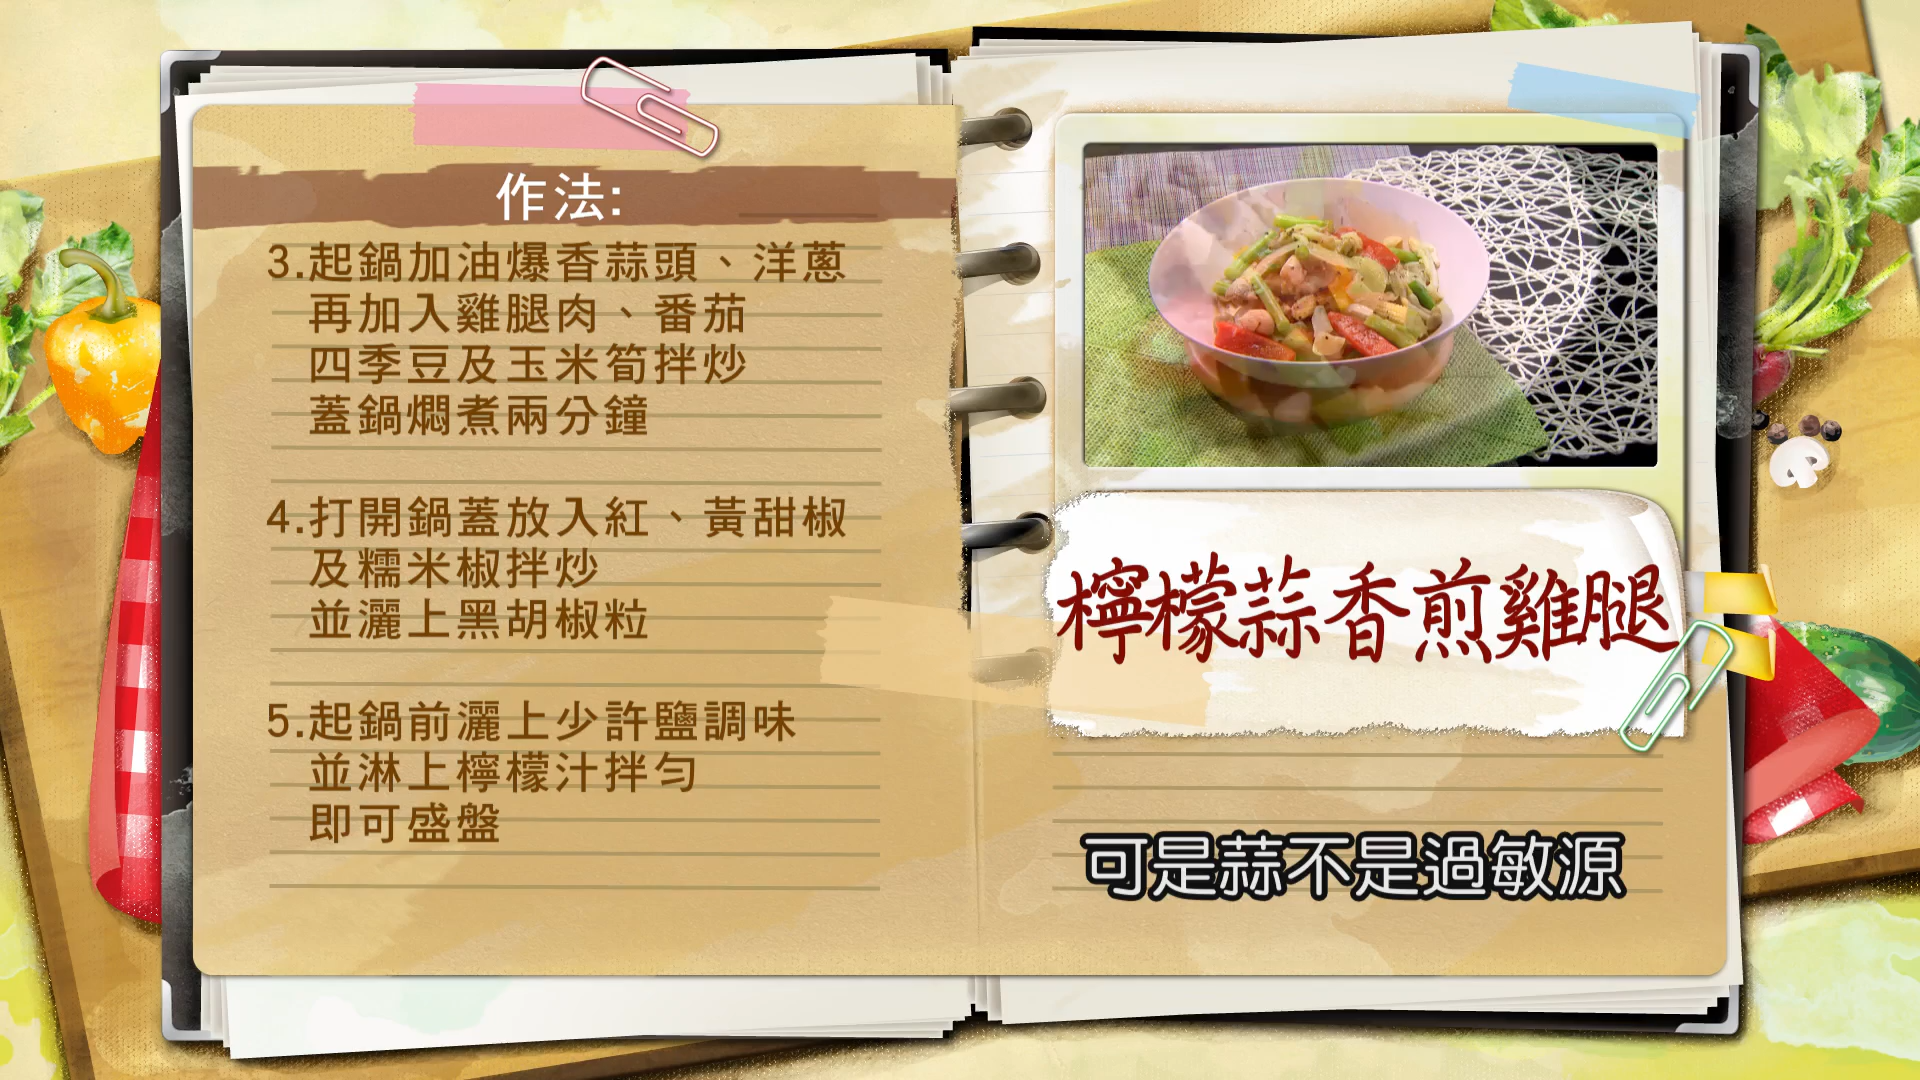 作法:
3.起鍋加油爆香蒜頭、洋蔥
再加入雞腿肉、番茄
四季豆及玉米筍拌炒
蓋鍋燜煮兩分鐘
4.打開鍋蓋放入紅、黃甜椒
及糯米椒拌炒
並灑上黑胡椒粒
5.起鍋前灑上少許鹽調味
並淋上檸檬汁拌勻
即可盛盤
檸檬蒜香煎雞腿
可是蒜不是過敏源